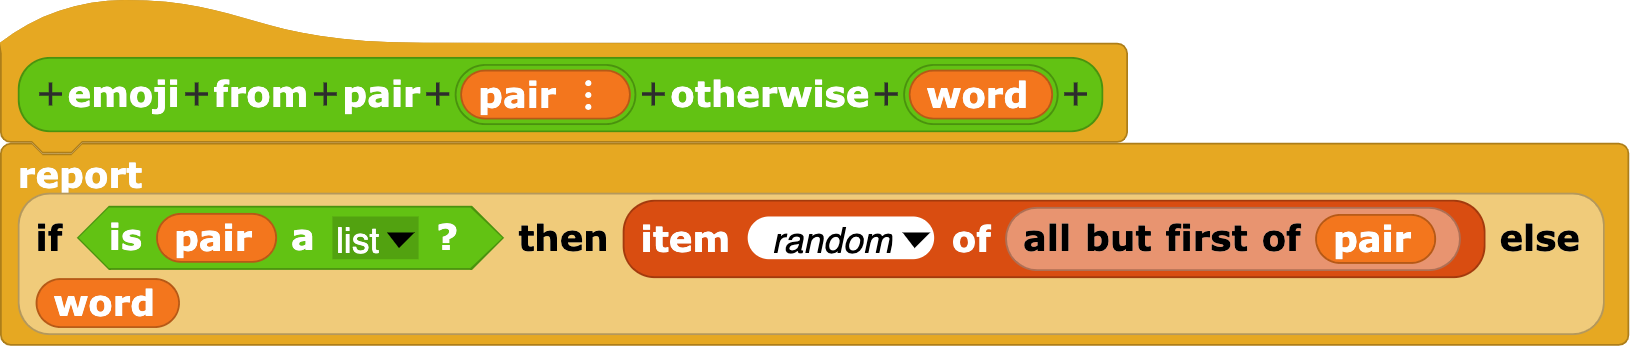 + emoji + from + pair + pair ⋮ + otherwise + word +
report
if is pair a list ▼ ? then item random ▼ of all but first of pair else
word